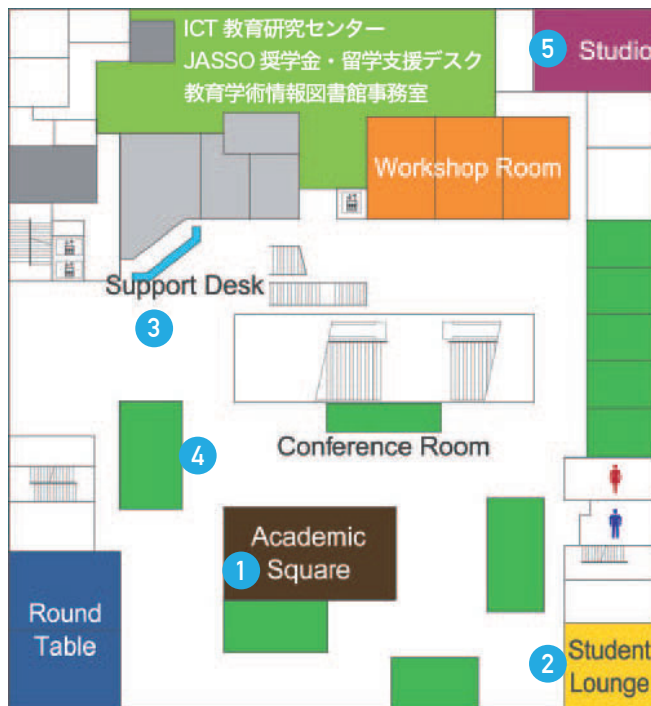 ICT 教育研究センター
JASSO 奨学金・留学支援デスク
教育学術情報図書館事務室
5
Studio
Workshop Room
Support Desk
3
4
Conference Room
Academic
1
Square
Round
Table
2
Student
Lounge